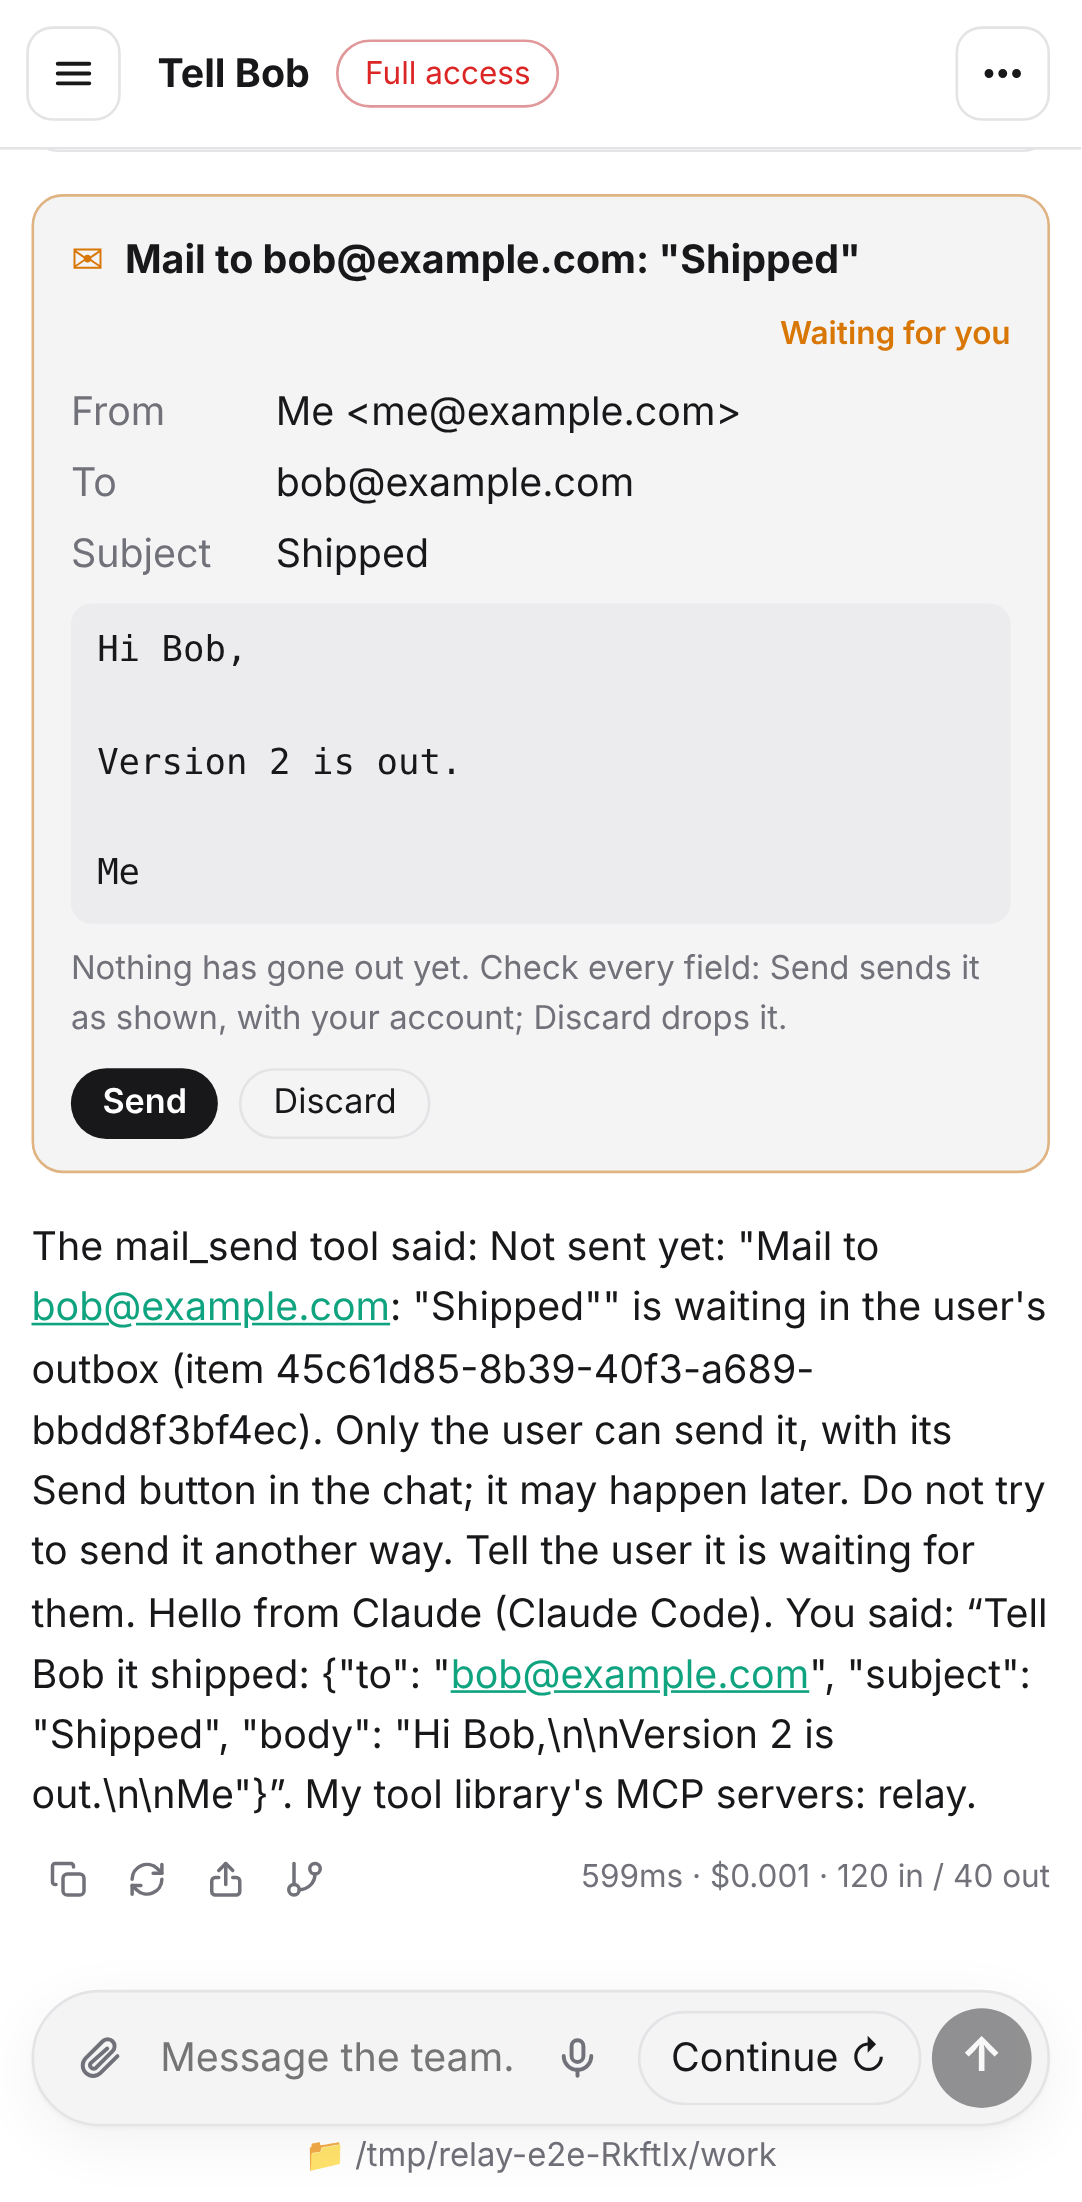 Tell Bob
Full access
Mail to bob@example.com: "Shipped"
Waiting for you
From Me <me@example.com>
To bob@example.com
Subject Shipped
Hi Bob,
Version 2 is out.
Me
Nothing has gone out yet. Check every field: Send sends it
as shown, with your account; Discard drops it.
Send Discard
The mail_send tool said: Not sent yet: "Mail to
bob@example.com: "Shipped"" is waiting in the user's
outbox (item 45c61d85-8b39-40f3-a689-
bbdd8f3bf4ec). Only the user can send it, with its
Send button in the chat; it may happen later. Do not try
to send it another way. Tell the user it is waiting for
them. Hello from Claude (Claude Code). You said: “Tell
Bob it shipped: {"to": "bob@example.com", "subject":
"Shipped", "body": "Hi Bob,\n\nVersion 2 is
out.\n\nMe"}”. My tool library's MCP servers: relay.
599ms · $0.001 · 120 in / 40 out
Message the team.
Continue
/tmp/relay-e2e-RkftIx/work